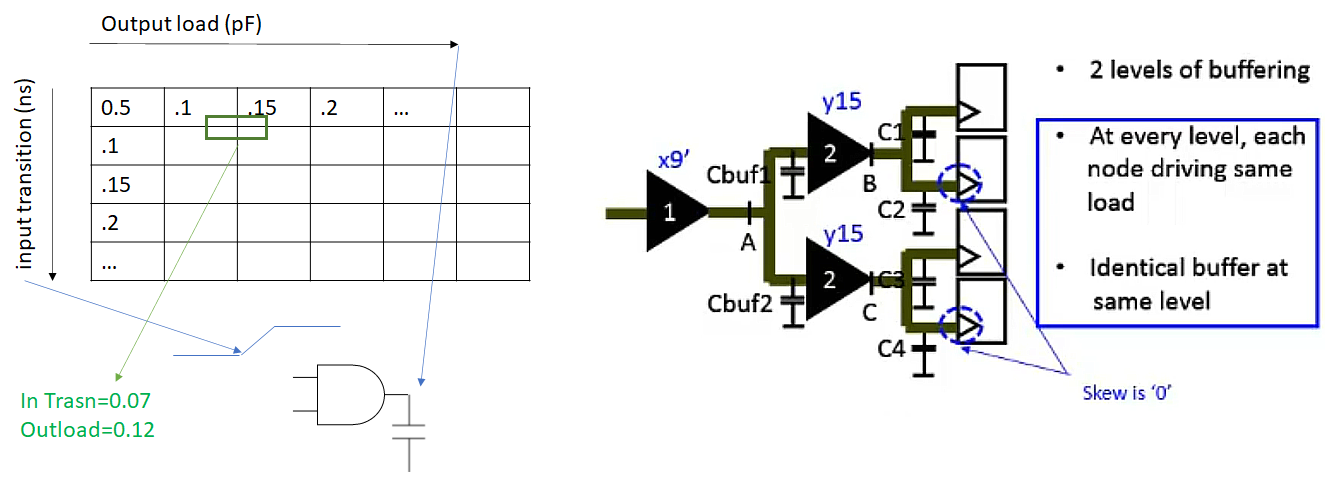 Output load (pF)
input transition (ns)
0.5 .1 .15 .2 ...
.1
.15
.2
...
In Trasn=0.07
Outload=0.12
x9’
1
A
Cbuf1
Cbuf2
y15
2
B
y15
2
C
C1
C2
C3
C4
• 2 levels of buffering
• At every level, each
node driving same
load
• Identical buffer at
same level
Skew is ‘0’